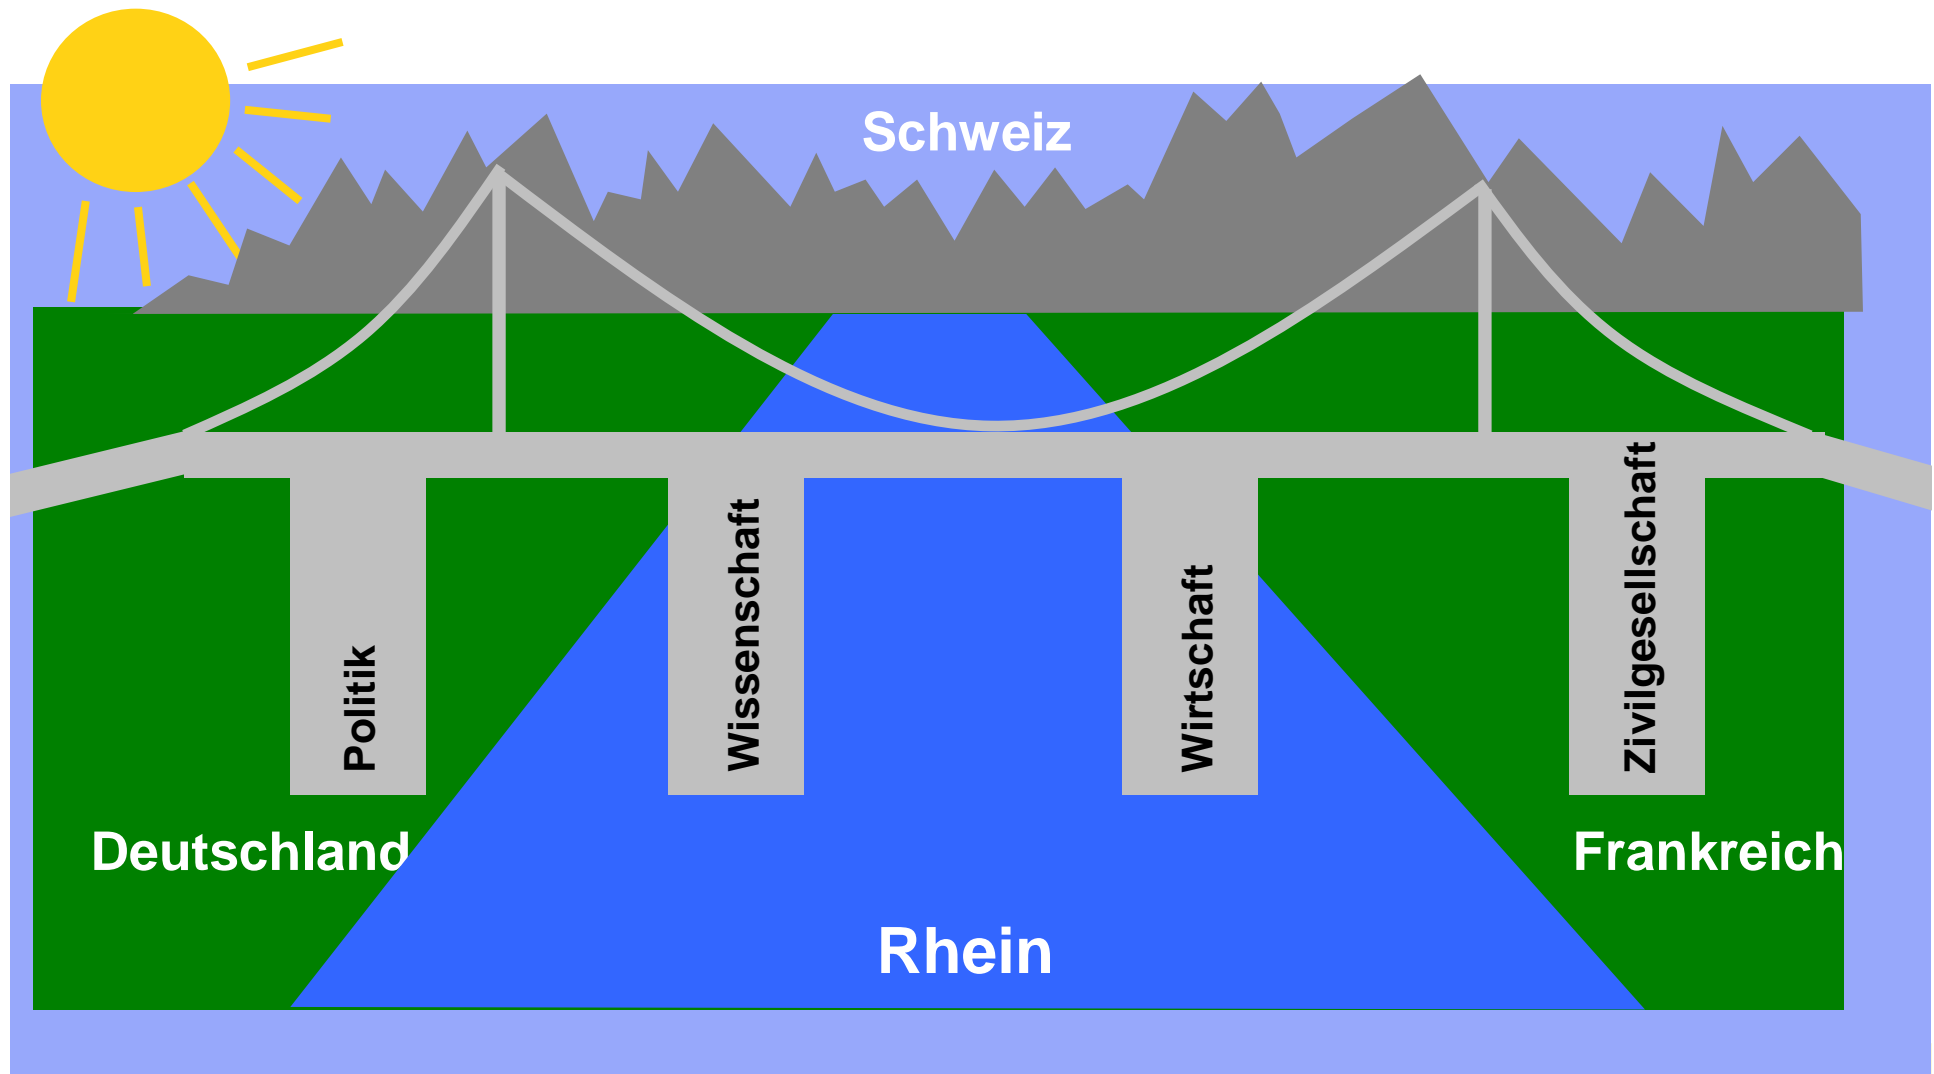 Schweiz
Politik
Wissenschaft
Wirtschaft
Zivilgesellschaft
Deutschland
Frankreich
Rhein